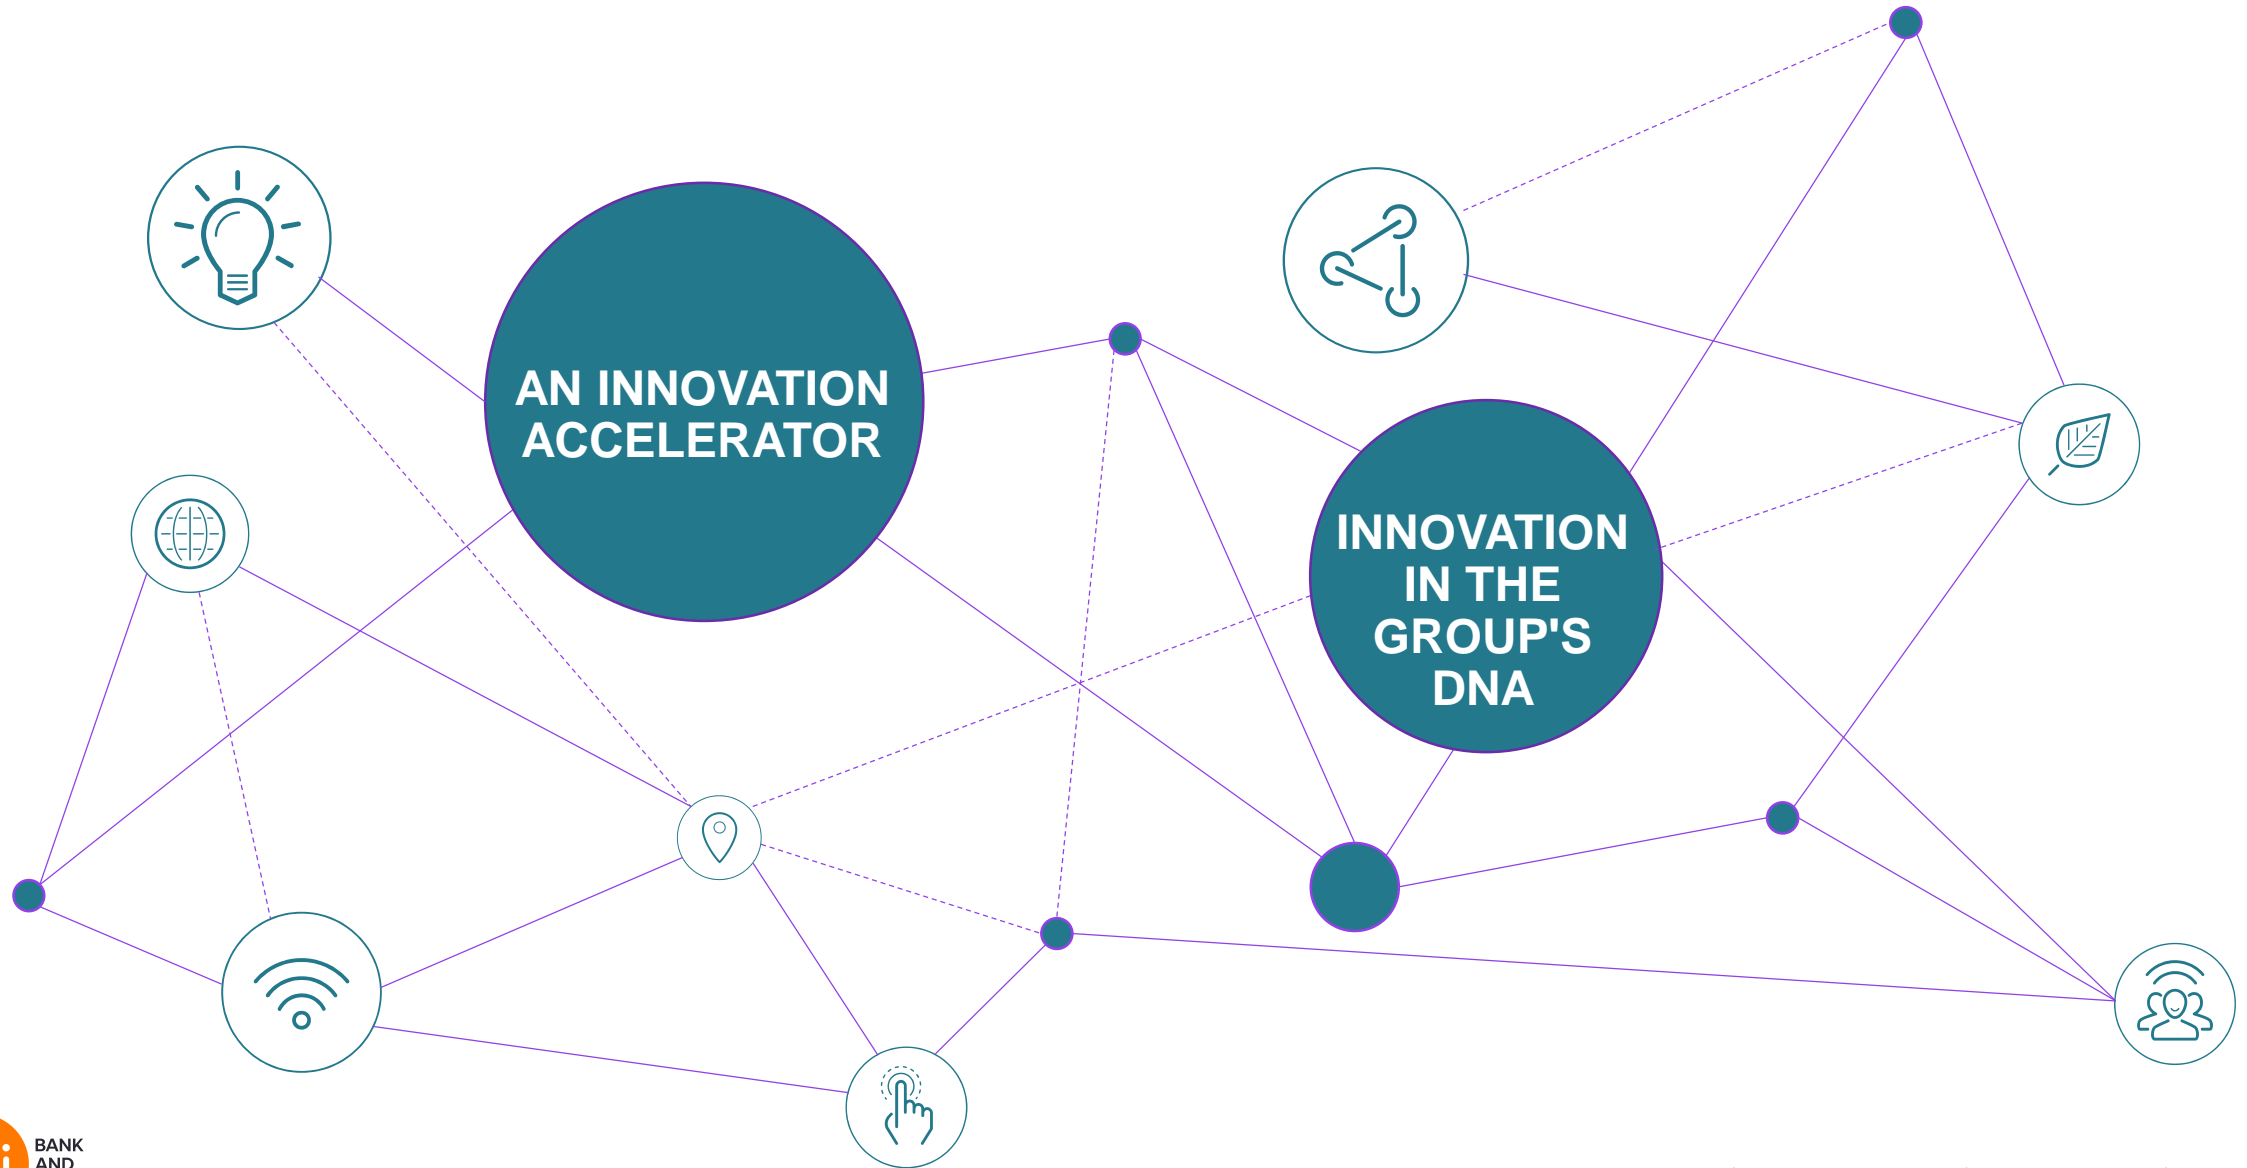 AN INNOVATION
ACCELERATOR
INNOVATION
IN THE
GROUP'S
DNA
BANK
AND